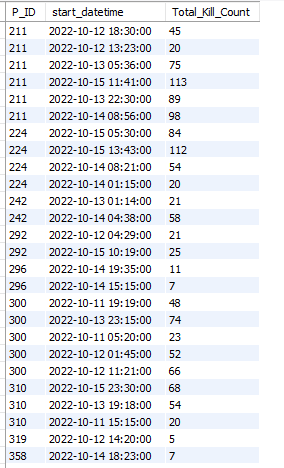 P_ID start_datetime Total_Kill_Count
211 2022-10-12 18:30:00 45
211 2022-10-12 13:23:00 20
211 2022-10-13 05:36:00 75
211 2022-10-15 11:41:00 113
211 2022-10-13 22:30:00 89
211 2022-10-14 08:56:00 98
224 2022-10-15 05:30:00 84
224 2022-10-15 13:43:00 112
224 2022-10-14 08:21:00 54
224 2022-10-14 01:15:00 20
242 2022-10-13 01:14:00 21
242 2022-10-14 04:38:00 58
292 2022-10-12 04:29:00 21
292 2022-10-15 10:19:00 25
296 2022-10-14 19:35:00 11
296 2022-10-14 15:15:00 7
300 2022-10-11 19:19:00 48
300 2022-10-13 23:15:00 74
300 2022-10-11 05:20:00 23
300 2022-10-12 01:45:00 52
300 2022-10-12 11:21:00 66
310 2022-10-15 23:30:00 68
310 2022-10-13 19:18:00 54
310 2022-10-11 15:15:00 20
319 2022-10-12 14:20:00 5
358 2022-10-14 18:23:00 7